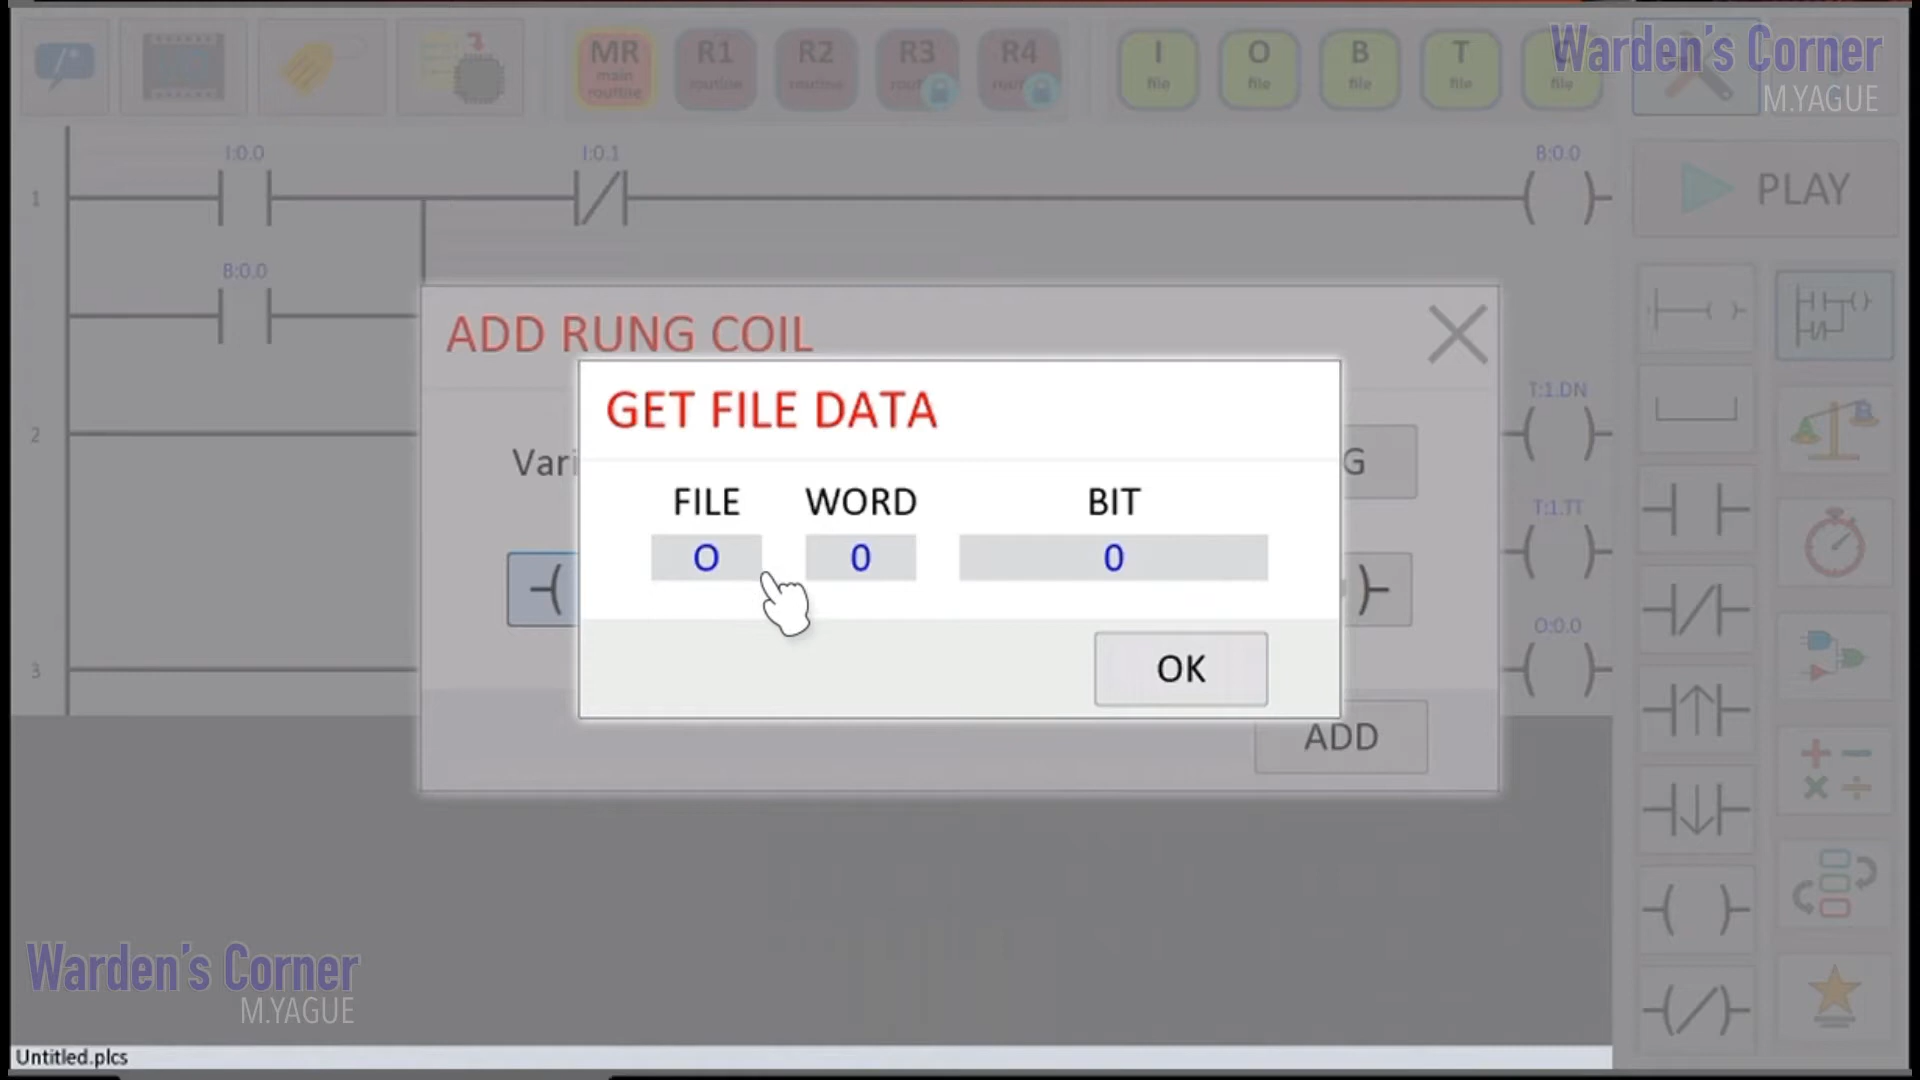 MR
main
routine
R1
routine
R2
routine
R3
R4
I
file
O
file
B
file
T
file
file
Warden's Corner
M.YAGUE
I:0.0
I:0.1
B:0.0
1
PLAY
B:0.0
ADD RUNG COIL
GET FILE DATA
T:1.DN
2
Vari
G
FILE WORD BIT
O 0 0
T:1.TT
O:0.0
3
OK
ADD
Warden's Corner
M.YAGUE
Untitled.plcs